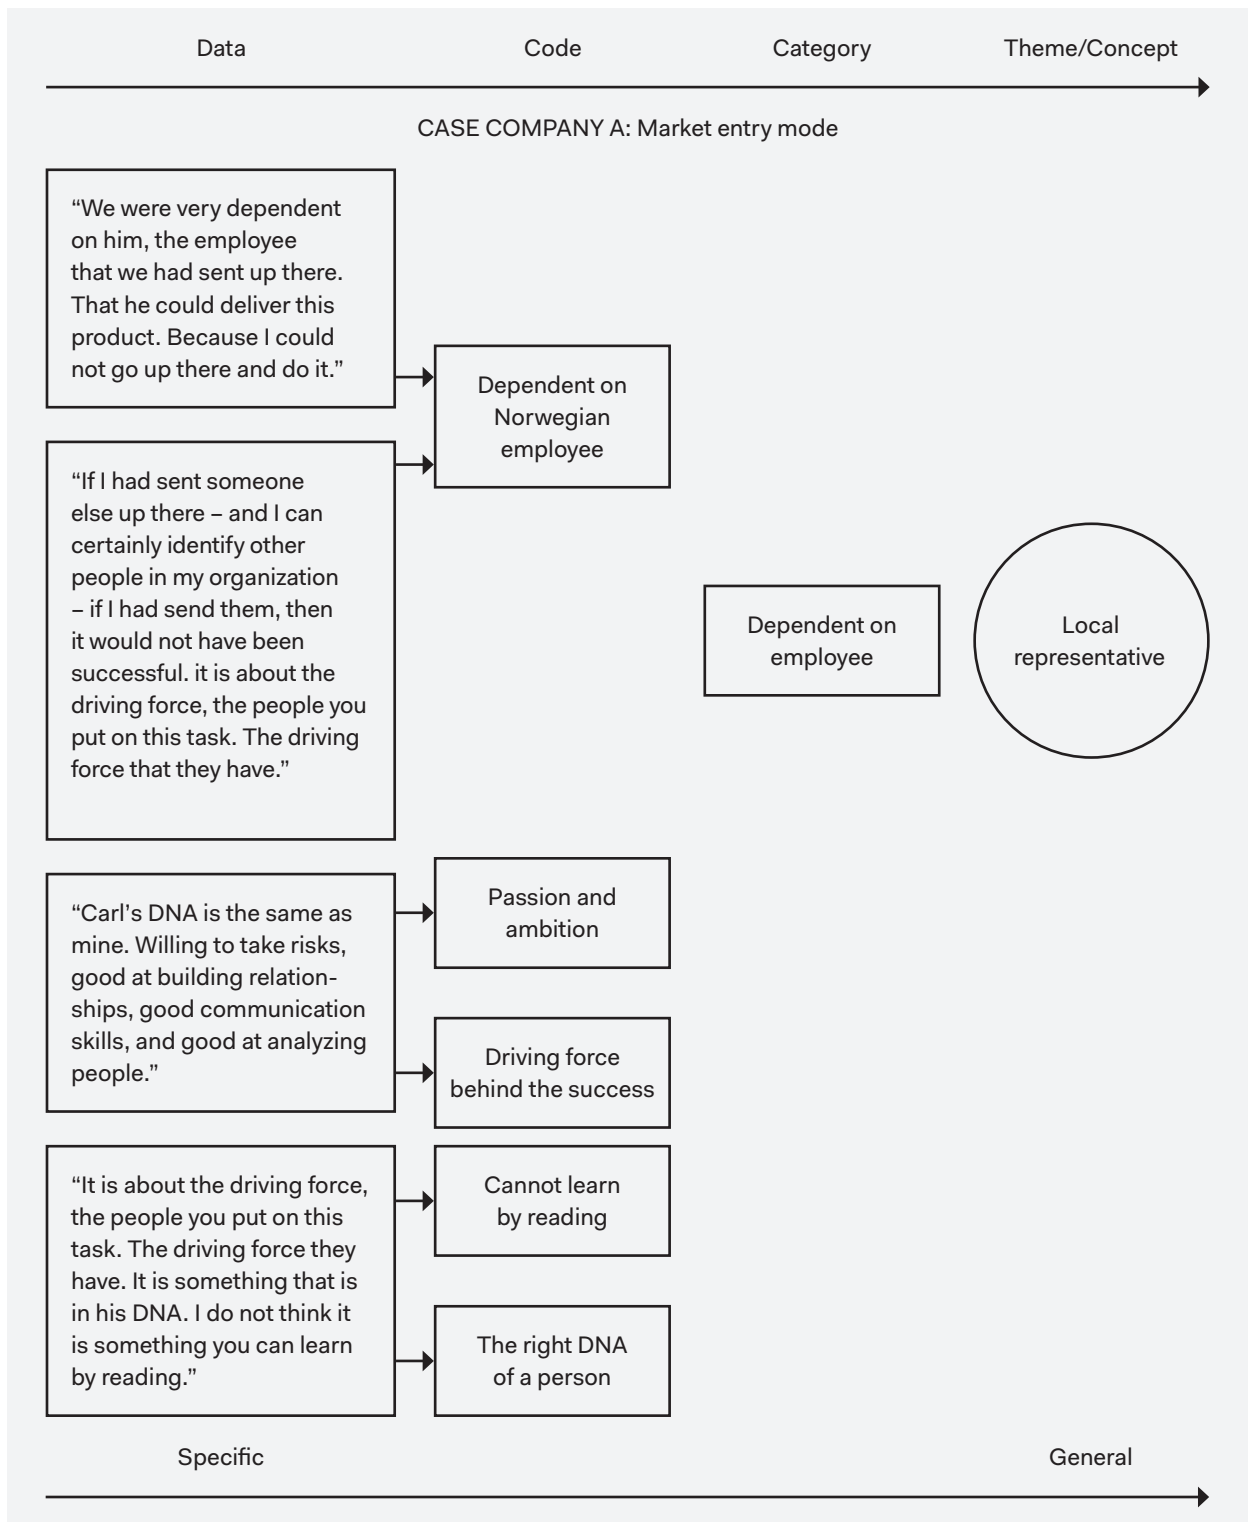 Data Code Category Theme/Concept
CASE COMPANY A: Market entry mode
“We were very dependent
on him, the employee
that we had sent up there.
That he could deliver this
product. Because I could
not go up there and do it.”
Dependent on
Norwegian
employee
“If I had sent someone
else up there – and I can
certainly identify other
people in my organization
– if I had send them, then
it would not have been
successful. it is about the
driving force, the people you
put on this task. The driving
force that they have.”
Dependent on
employee
Local
representative
“Carl’s DNA is the same as
mine. Willing to take risks,
good at building relation-
ships, good communication
skills, and good at analyzing
people.”
Passion and
ambition
Driving force
behind the success
“It is about the driving force,
the people you put on this
task. The driving force they
have. It is something that is
in his DNA. I do not think it
is something you can learn
by reading.”
Cannot learn
by reading
The right DNA
of a person
Specific General